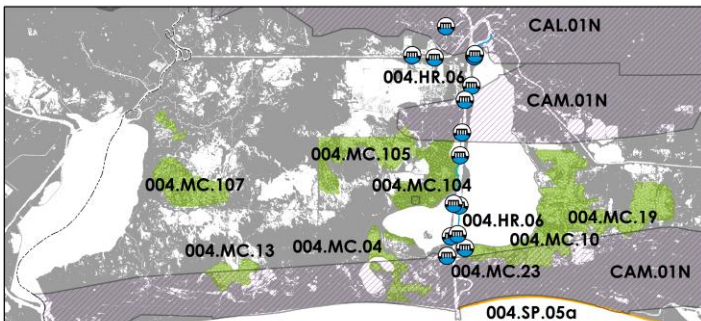 CAL.01N
004.HR.06
CAM.01N
004.MC.105
004.MC.107
004.MC.104
004.HR.06
004.MC.19
004.MC.04
004.MC.10
004.MC.13
004.MC.23
CAM.01N
004.SP.05a